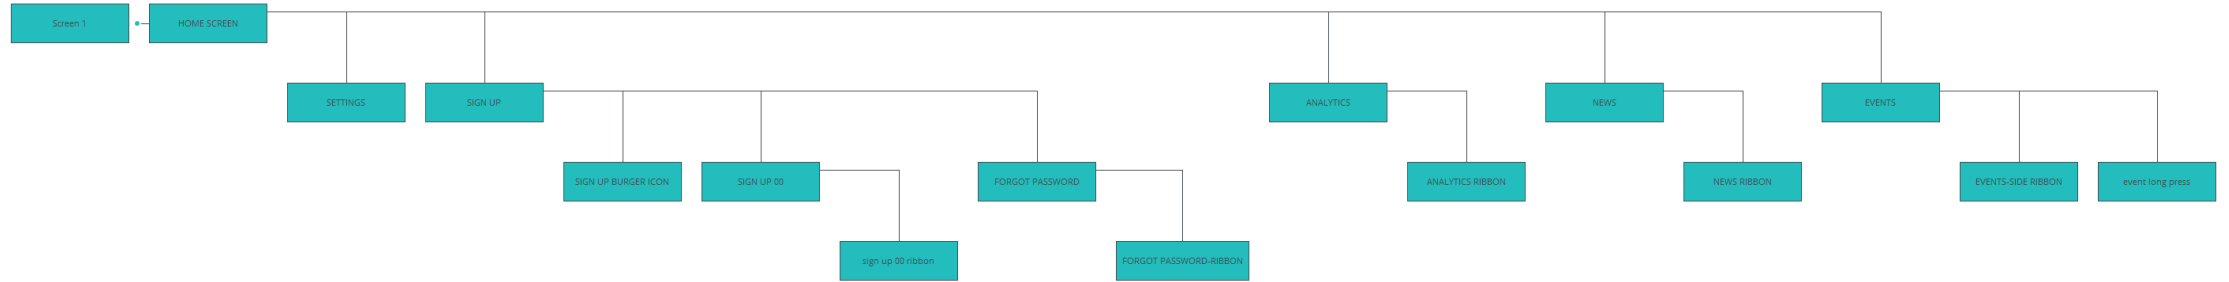 Screen 1
HOME SCREEN
SETTINGS
SIGN UP
ANALYTICS
NEWS
EVENTS
SIGN UP BURGER ICON
SIGN UP 00
FORGOT PASSWORD
ANALYTICS RIBBON
NEWS RIBBON
EVENTS-SIDE RIBBON
event long press
sign up 00 ribbon
FORGOT PASSWORD-RIBBON